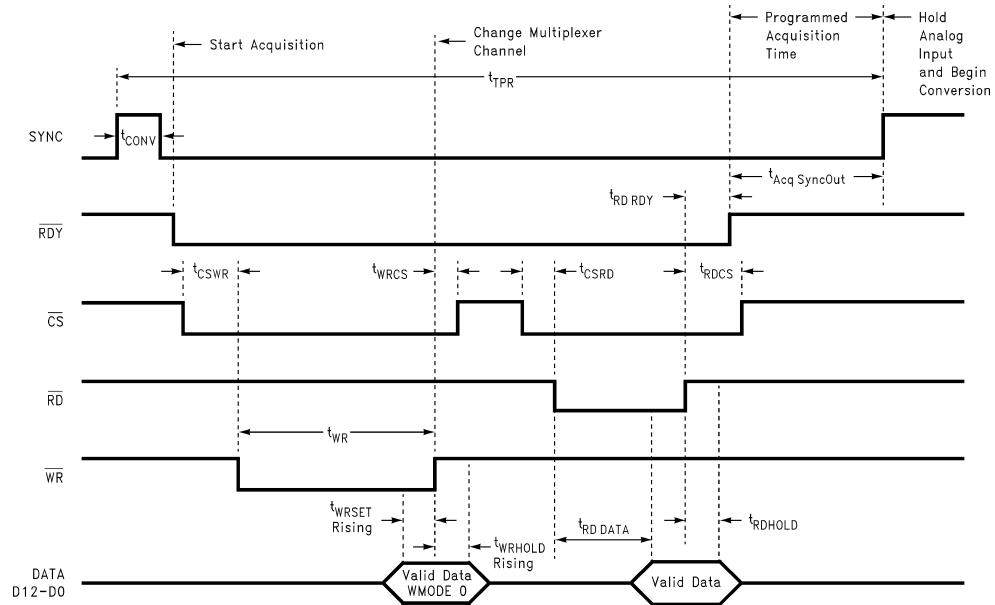 Start Acquisition
Change Multiplexer
Channel
Programmed
Acquisition
Time
Hold
Analog
Input
and Begin
Conversion
tTPR
SYNC
tCONV
tAcq SyncOut
tRD RDY
RDY
tCSWR
tWRCS
tCSRD
tRDCS
CS
RD
tWR
WR
tWRSET
Rising
tWRHOLD
Rising
tRD DATA
tRDHOLD
DATA
D12-D0
Valid Data
WMODE 0
Valid Data